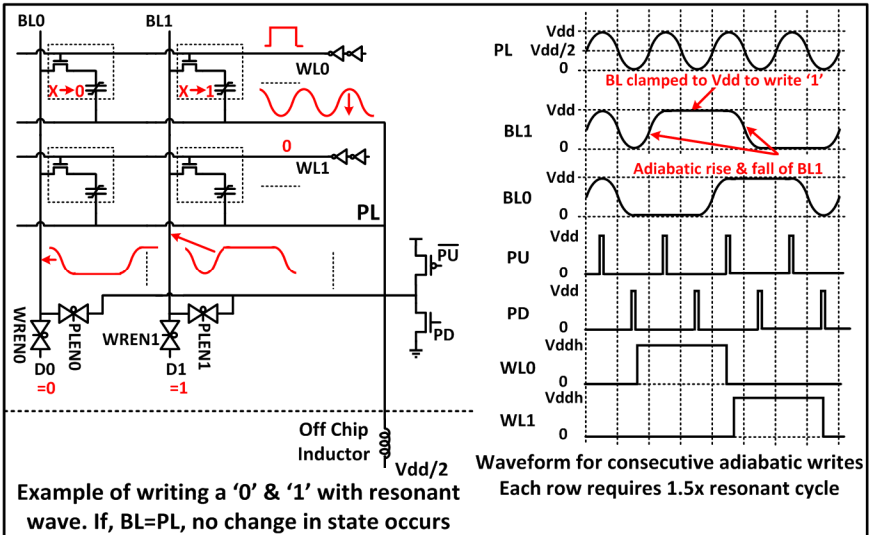 BL0
BL1
WL0
X→0
X→1
0
WL1
PL
PU
PD
WREN0
PLEN0
WREN1
PLEN1
D0
=0
D1
=1
Off Chip
Inductor
Vdd/2
Example of writing a ‘0’ & ‘1’ with resonant
wave. If, BL=PL, no change in state occurs
PL
Vdd
Vdd/2
0
BL clamped to Vdd to write ‘1’
BL1
Vdd
0
Adiabatic rise & fall of BL1
BL0
Vdd
0
PU
Vdd
0
PD
Vdd
0
WL0
Vddh
0
WL1
Vddh
0
Waveform for consecutive adiabatic writes
Each row requires 1.5x resonant cycle